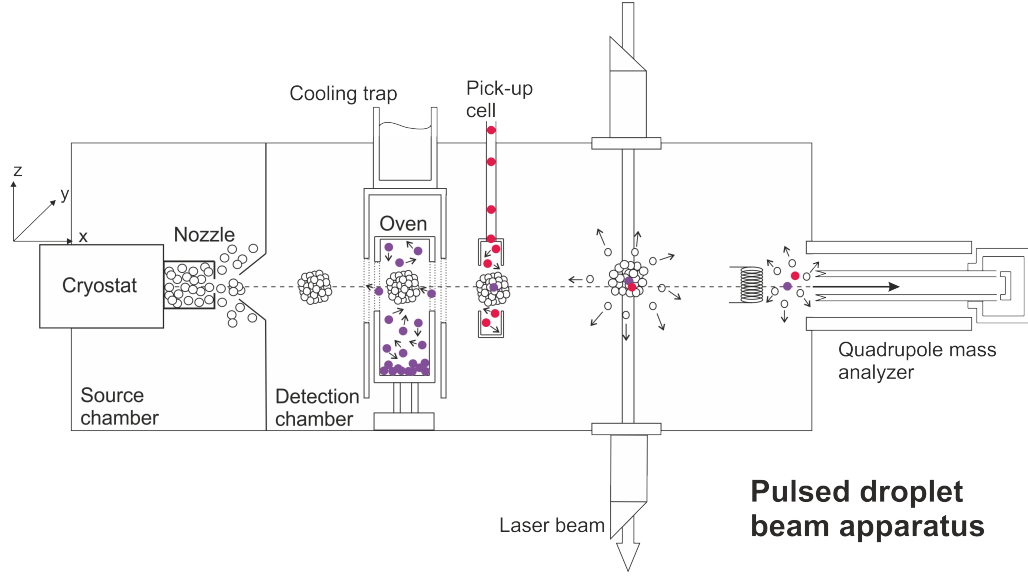 Cooling trap
Pick-up
cell
z
y
x
Nozzle
Oven
Cryostat
Source
chamber
Detection
chamber
Quadrupole mass
analyzer
Laser beam
Pulsed droplet
beam apparatus